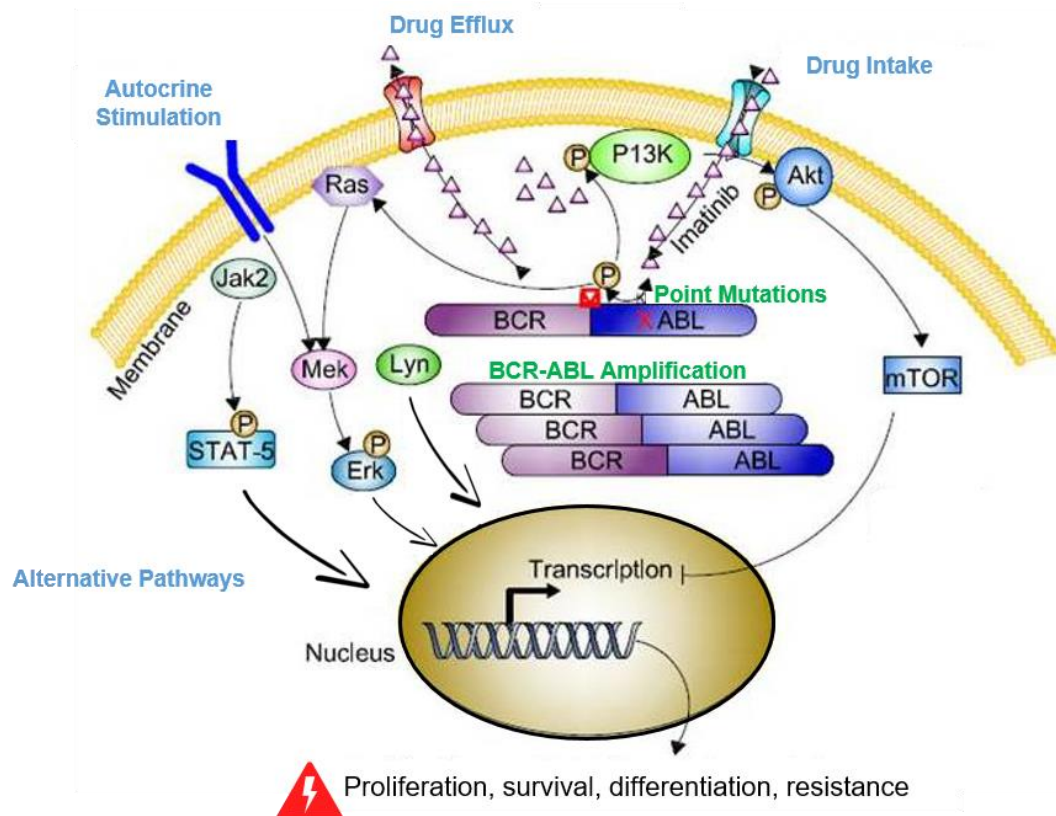 Drug Efflux
Drug Intake
Autocrine
Stimulation
P
P13K
Akt
P
Ras
Imatinib
Jak2
P
Point Mutations
BCR
X ABL
Membrane
Mek
Lyn
BCR-ABL Amplification
mTOR
BCR ABL
BCR ABL
BCR ABL
P
STAT-5
P
Erk
Alternative Pathways
Transcription
Nucleus
Proliferation, survival, differentiation, resistance